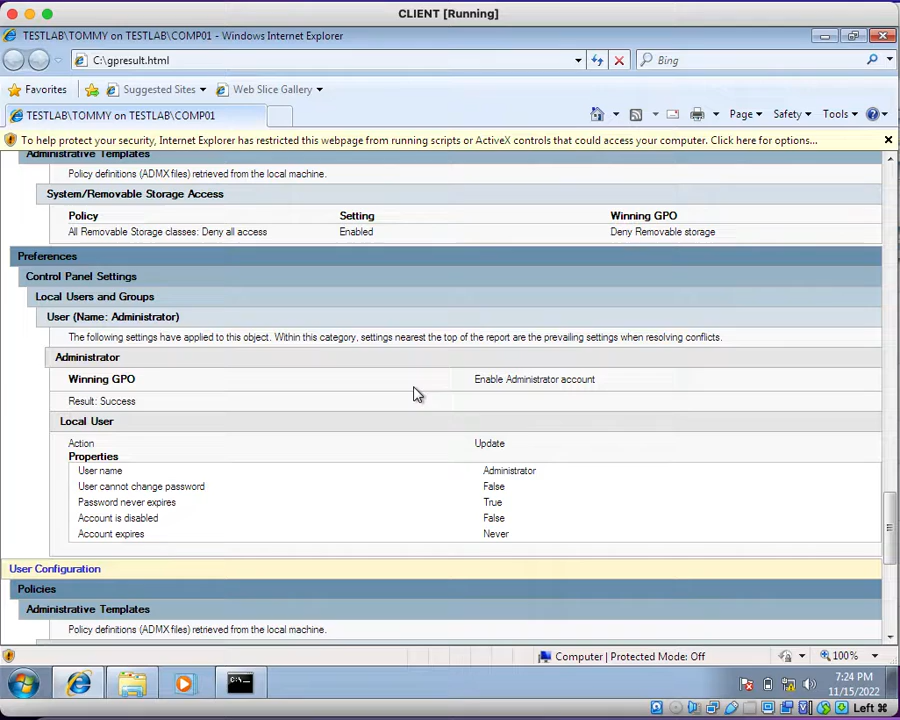 CLIENT [Running]
TESTLAB\TOMMY on TESTLAB\COMP01 - Windows Internet Explorer
C:\gpresult.html
Bing
Favorites
Suggested Sites
Web Slice Gallery
TESTLAB\TOMMY on TESTLAB\COMP01
Page
Safety
Tools
To help protect your security, Internet Explorer has restricted this webpage from running scripts or ActiveX controls that could access your computer. Click here for options...
Administrative Templates
Policy definitions (ADMX files) retrieved from the local machine.
System/Removable Storage Access
Policy Setting Winning GPO
All Removable Storage classes: Deny all access Enabled Deny Removable storage
Preferences
Control Panel Settings
Local Users and Groups
User (Name: Administrator)
The following settings have applied to this object. Within this category, settings nearest the top of the report are the prevailing settings when resolving conflicts.
Administrator
Winning GPO Enable Administrator account
Result: Success
Local User
Action Update
Properties
User name Administrator
User cannot change password False
Password never expires True
Account is disabled False
Account expires Never
User Configuration
Policies
Administrative Templates
Policy definitions (ADMX files) retrieved from the local machine.
Computer | Protected Mode: Off
100%
7:24 PM
11/15/2022
Left ⌘